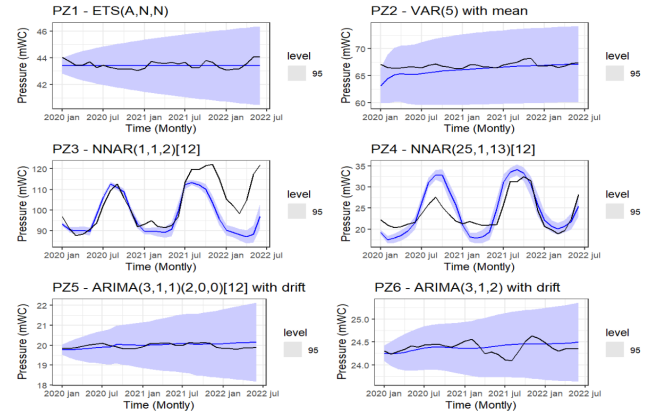 PZ1 - ETS(A,N,N)
Pressure (mWC)
46
44
42
2020 jan 2020 jul 2021 jan 2021 jul 2022 jan 2022 jul
Time (Montly)
level
95
PZ2 - VAR(5) with mean
Pressure (mWC)
70
65
60
2020 jan 2020 jul 2021 jan 2021 jul 2022 jan 2022 jul
Time (Montly)
level
95
PZ3 - NNAR(1,1,2)[12]
Pressure (mWC)
120
110
100
90
2020 jan 2020 jul 2021 jan 2021 jul 2022 jan 2022 jul
Time (Montly)
level
95
PZ4 - NNAR(25,1,13)[12]
Pressure (mWC)
35
30
25
20
2020 jan 2020 jul 2021 jan 2021 jul 2022 jan 2022 jul
Time (Montly)
level
95
PZ5 - ARIMA(3,1,1)(2,0,0)[12] with drift
Pressure (mWC)
22
21
20
19
18
2020 jan 2020 jul 2021 jan 2021 jul 2022 jan 2022 jul
Time (Montly)
level
95
PZ6 - ARIMA(3,1,2) with drift
Pressure (mWC)
25.0
24.5
24.0
2020 jan 2020 jul 2021 jan 2021 jul 2022 jan 2022 jul
Time (Montly)
level
95